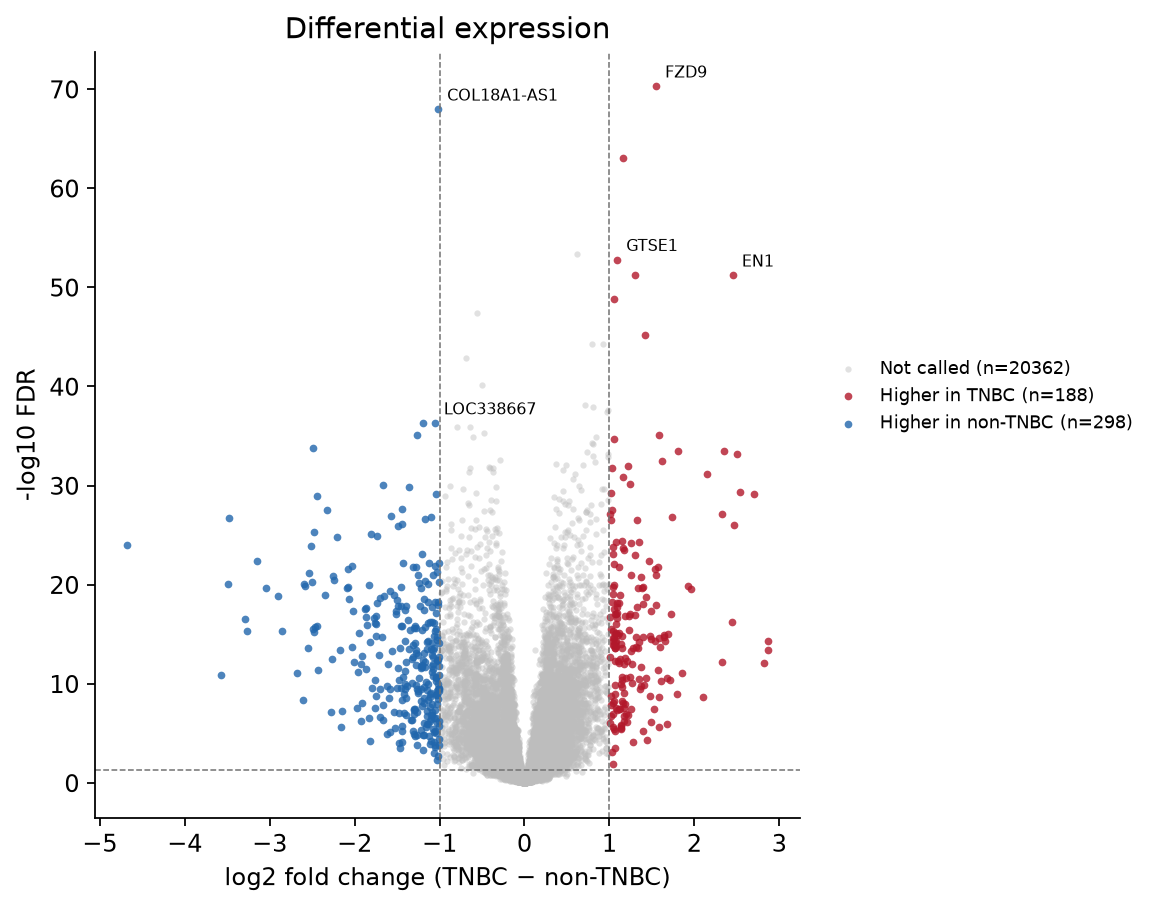 Differential expression
FZD9
COL18A1-AS1
GTSE1
EN1
LOC338667
70
60
50
40
30
20
10
0
-log10 FDR
−5 −4 −3 −2 −1 0 1 2 3
log2 fold change (TNBC − non-TNBC)
Not called (n=20362)
Higher in TNBC (n=188)
Higher in non-TNBC (n=298)